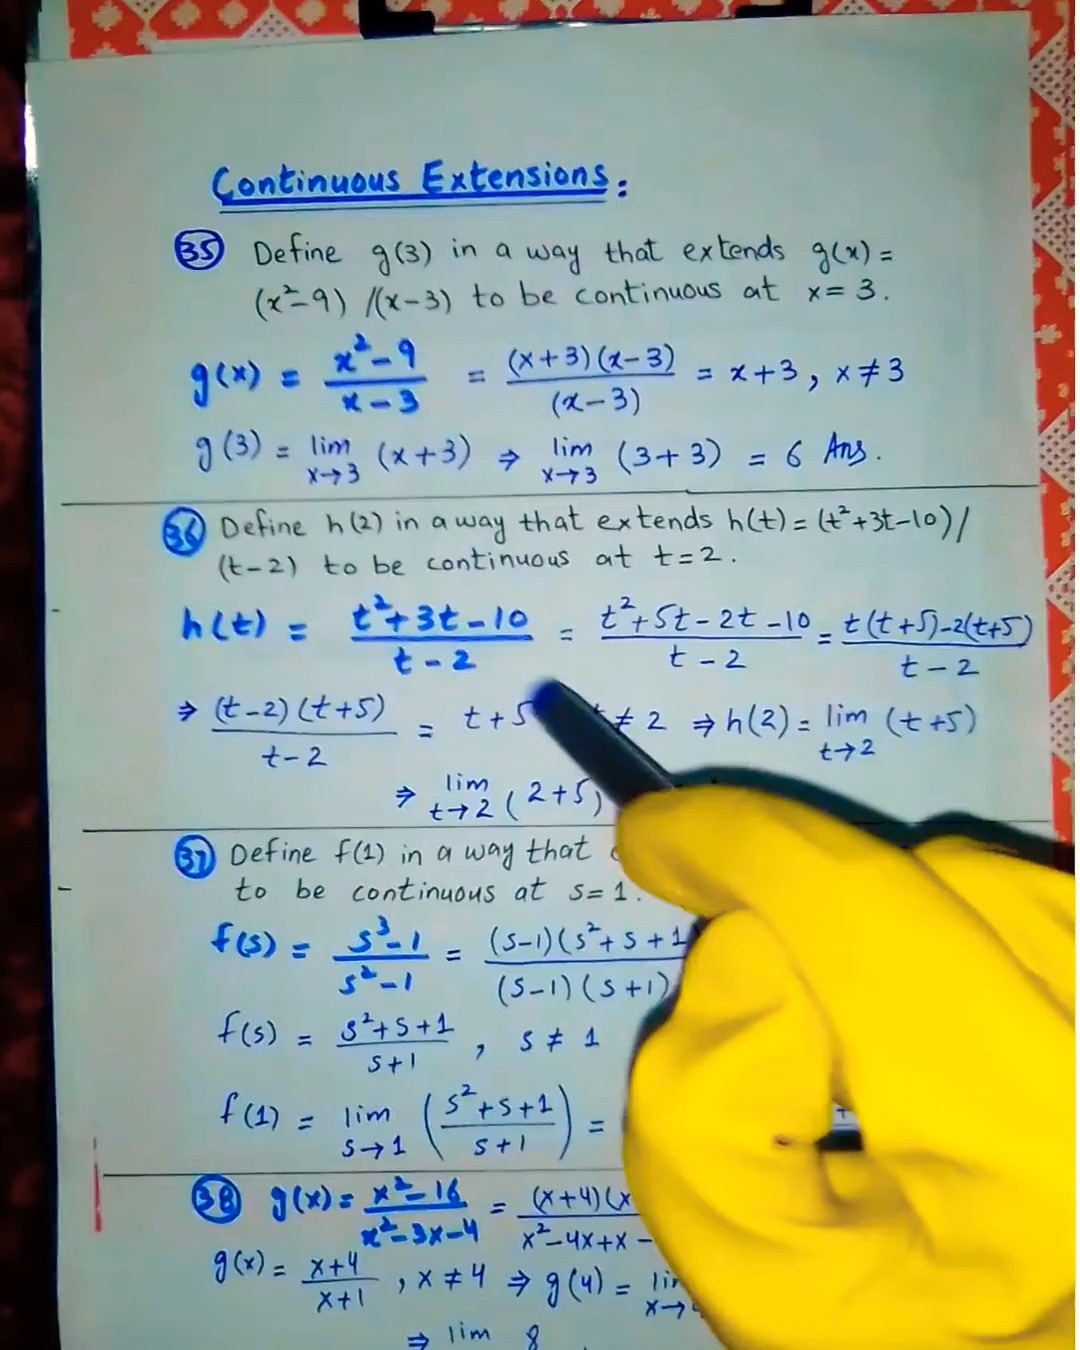 Continuous Extensions:
35 Define g(3) in a way that extends g(x) =
(x²-9) /(x-3) to be continuous at x=3.
g(x) = x²-9 / x-3 = (x+3)(x-3) / (x-3) = x+3, x≠3
g(3) = lim x→3 (x+3) ⇒ lim x→3 (3+3) = 6 Ans.
36 Define h(2) in a way that extends h(t) = (t²+3t-10)/
(t-2) to be continuous at t=2.
h(t) = t²+3t-10 / t-2 = t²+5t-2t-10 / t-2 = t(t+5)-2(t+5) / t-2
⇒ (t-2)(t+5) / t-2 = t+5 ≠ 2 ⇒ h(2) = lim t→2 (t+5)
⇒ lim t→2 (2+5)
37 Define f(1) in a way that
to be continuous at s=1.
f(s) = s³-1 / s²-1 = (s-1)(s²+s+1 / (s-1)(s+1)
f(s) = s²+s+1 / s+1, s≠1
f(1) = lim s→1 (s²+s+1 / s+1) =
38 g(x) = x²-16 / x²-3x-4 = (x+4)(x / x²-4x+x-
g(x) = x+4 / x+1, x≠4 ⇒ g(4) = lim x→4
⇒ lim 8